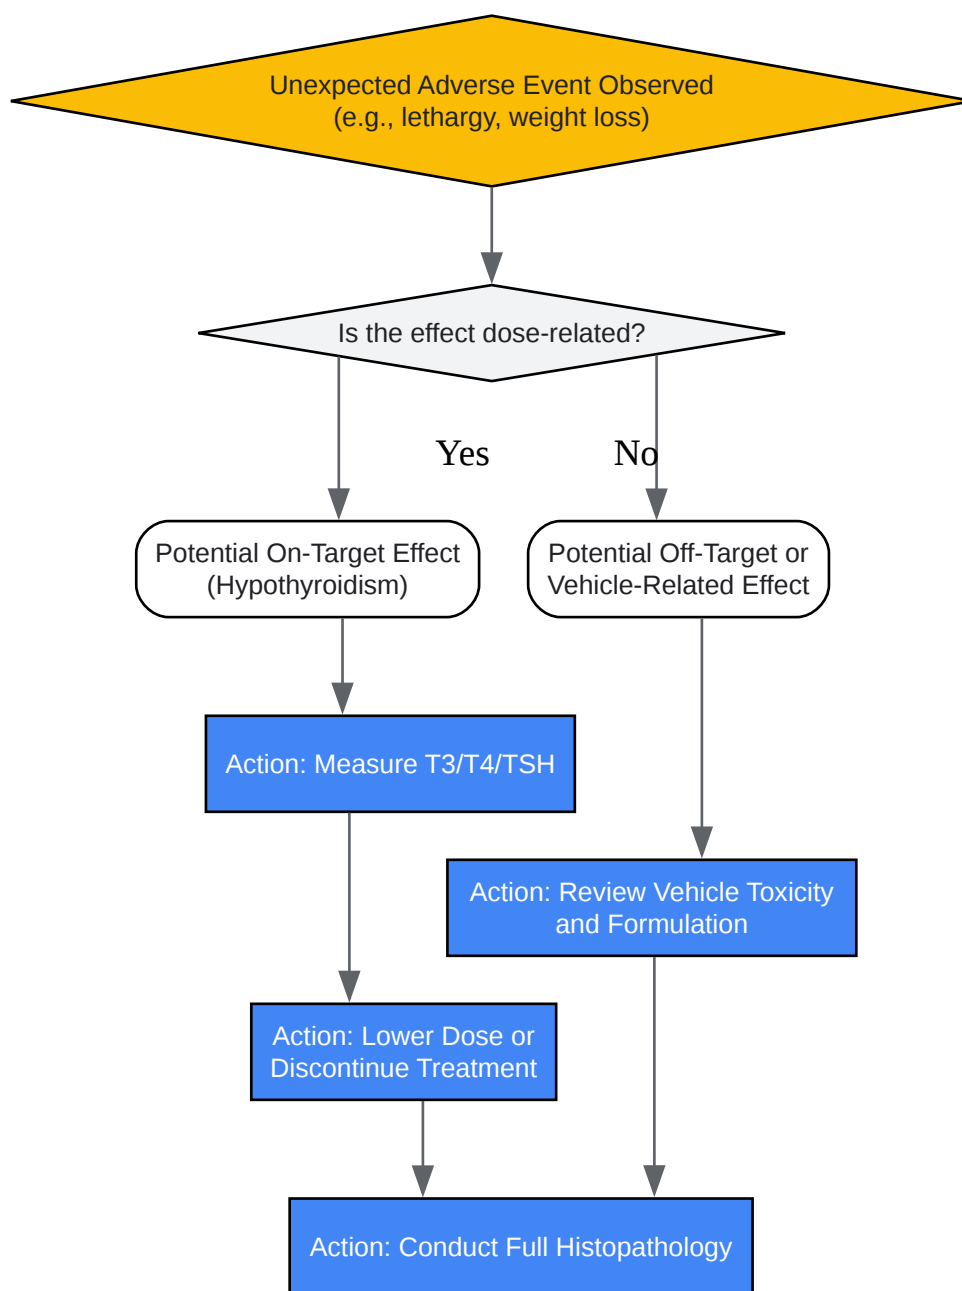 Unexpected Adverse Event Observed
(e.g., lethargy, weight loss)
Is the effect dose-related?
Yes
No
Potential On-Target Effect
(Hypothyroidism)
Potential Off-Target or
Vehicle-Related Effect
Action: Measure T3/T4/TSH
Action: Review Vehicle Toxicity
and Formulation
Action: Lower Dose or
Discontinue Treatment
Action: Conduct Full Histopathology